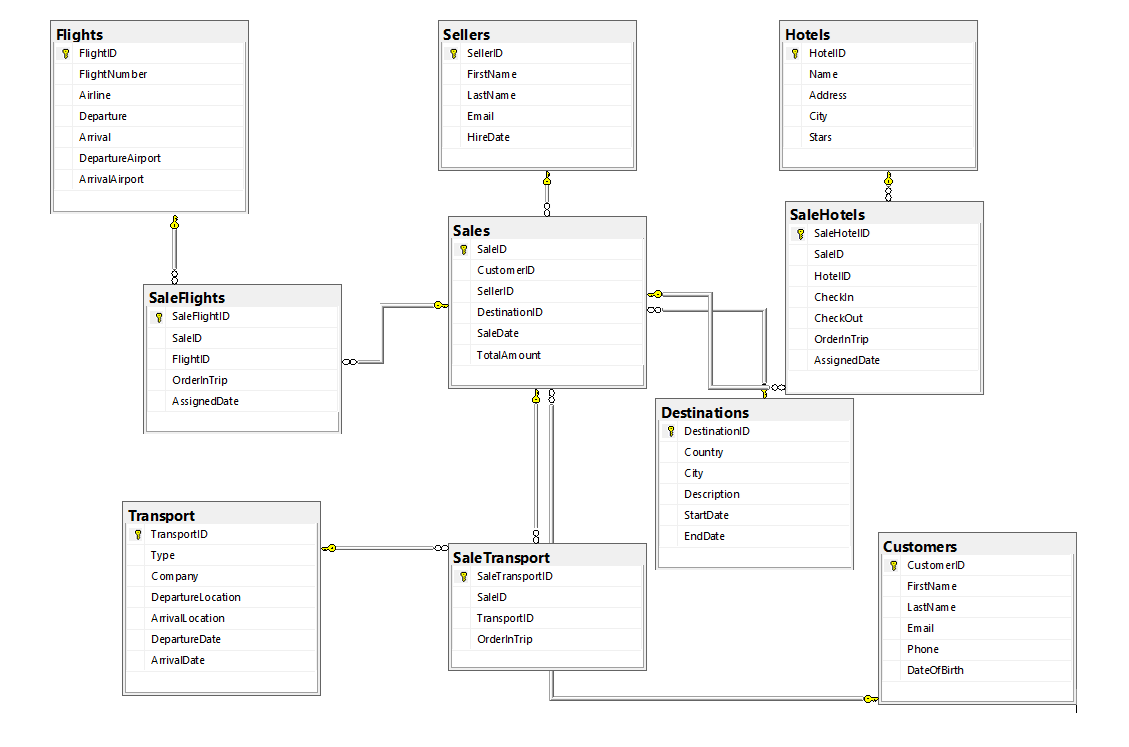 Flights
FlightID
FlightNumber
Airline
Departure
Arrival
DepartureAirport
ArrivalAirport
Sellers
SellerID
FirstName
LastName
Email
HireDate
Hotels
HotelID
Name
Address
City
Stars
SaleHotels
SaleHotelID
SaleID
HotelID
CheckIn
CheckOut
OrderInTrip
AssignedDate
Sales
SaleID
CustomerID
SellerID
DestinationID
SaleDate
TotalAmount
SaleFlights
SaleFlightID
SaleID
FlightID
OrderInTrip
AssignedDate
Destinations
DestinationID
Country
City
Description
StartDate
EndDate
Transport
TransportID
Type
Company
DepartureLocation
ArrivalLocation
DepartureDate
ArrivalDate
SaleTransport
SaleTransportID
SaleID
TransportID
OrderInTrip
Customers
CustomerID
FirstName
LastName
Email
Phone
DateOfBirth